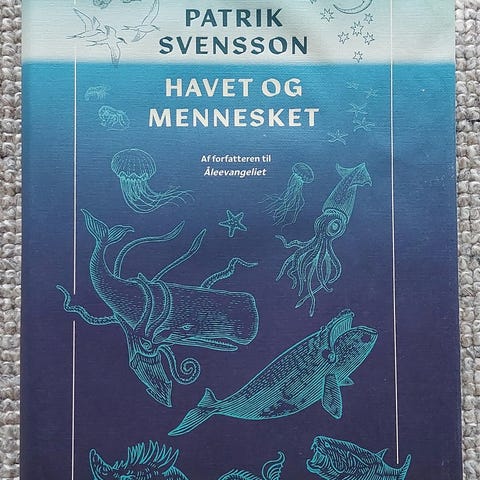 PATRIK
SVENSSON
HAVET OG
MENNESKET
Af forfatteren til
Åleevangeliet